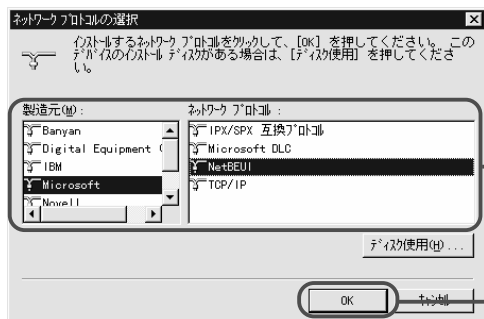 ネットワーク プロトコルの選択
インストールするネットワーク プロトコルをクリックして、[OK] を押してください。 この
デバイスのインストール ディスクがある場合は、[ディスク使用] を押してくださ
い。
製造元(M) :
ネットワーク プロトコル :
Banyan
Digital Equipment (
IBM
Microsoft
Novell
IPX/SPX 互換プロトコル
Microsoft DLC
NetBEUI
TCP/IP
ディスク使用(H)...
OK
キャンセル